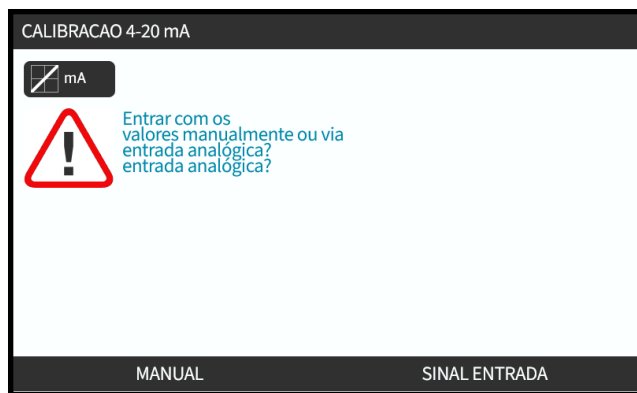 CALIBRACAO 4-20 mA
mA
Entrar com os
valores manualmente ou via
entrada analógica?
entrada analógica?
MANUAL
SINAL ENTRADA